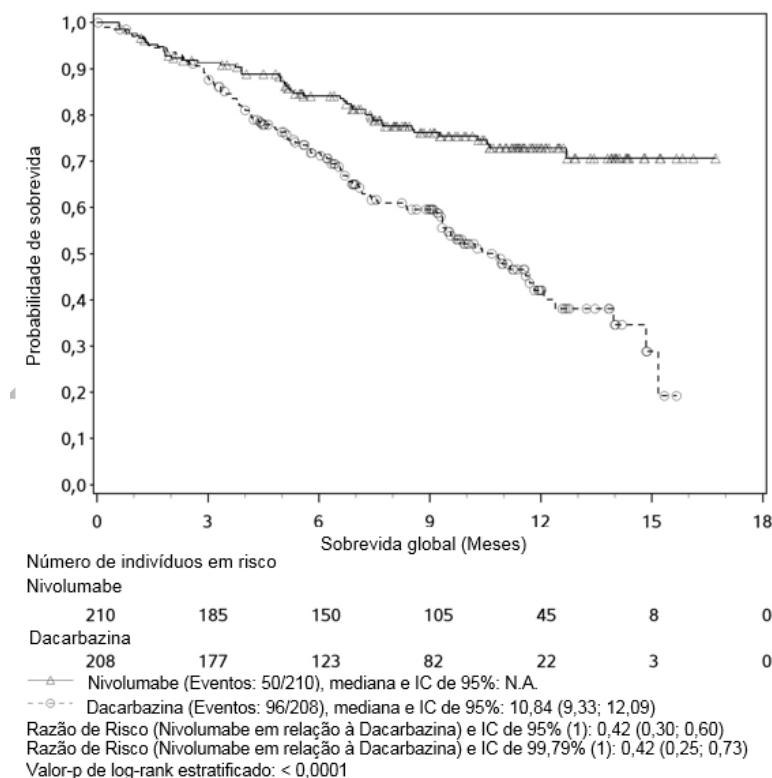 1,0
0,9
0,8
0,7
0,6
0,5
0,4
0,3
0,2
0,1
0,0
Probabilidade de sobrevida
0 3 6 9 12 15 18
Sobrevida global (Meses)
Número de indivíduos em risco
Nivolumabe
210 185 150 105 45 8 0
Dacarbazina
208 177 123 82 22 3 0
Nivolumabe (Eventos: 50/210), mediana e IC de 95%: N.A.
Dacarbazina (Eventos: 96/208), mediana e IC de 95%: 10,84 (9,33; 12,09)
Razão de Risco (Nivolumabe em relação à Dacarbazina) e IC de 95% (1): 0,42 (0,30; 0,60)
Razão de Risco (Nivolumabe em relação à Dacarbazina) e IC de 99,79% (1): 0,42 (0,25; 0,73)
Valor-p de log-rank estratificado: < 0,0001